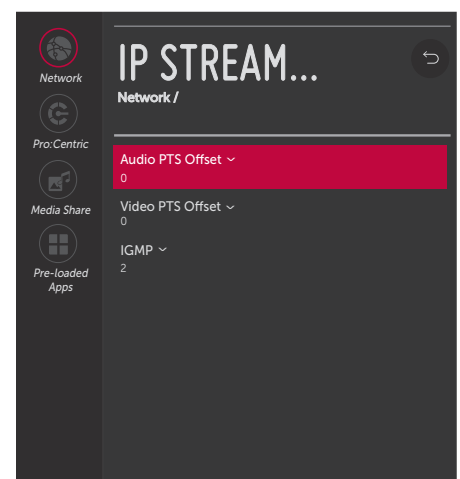 Network
Pro:Centric
Media Share
Pre-loaded
Apps
IP STREAM...
Network /
Audio PTS Offset
0
Video PTS Offset
0
IGMP
2